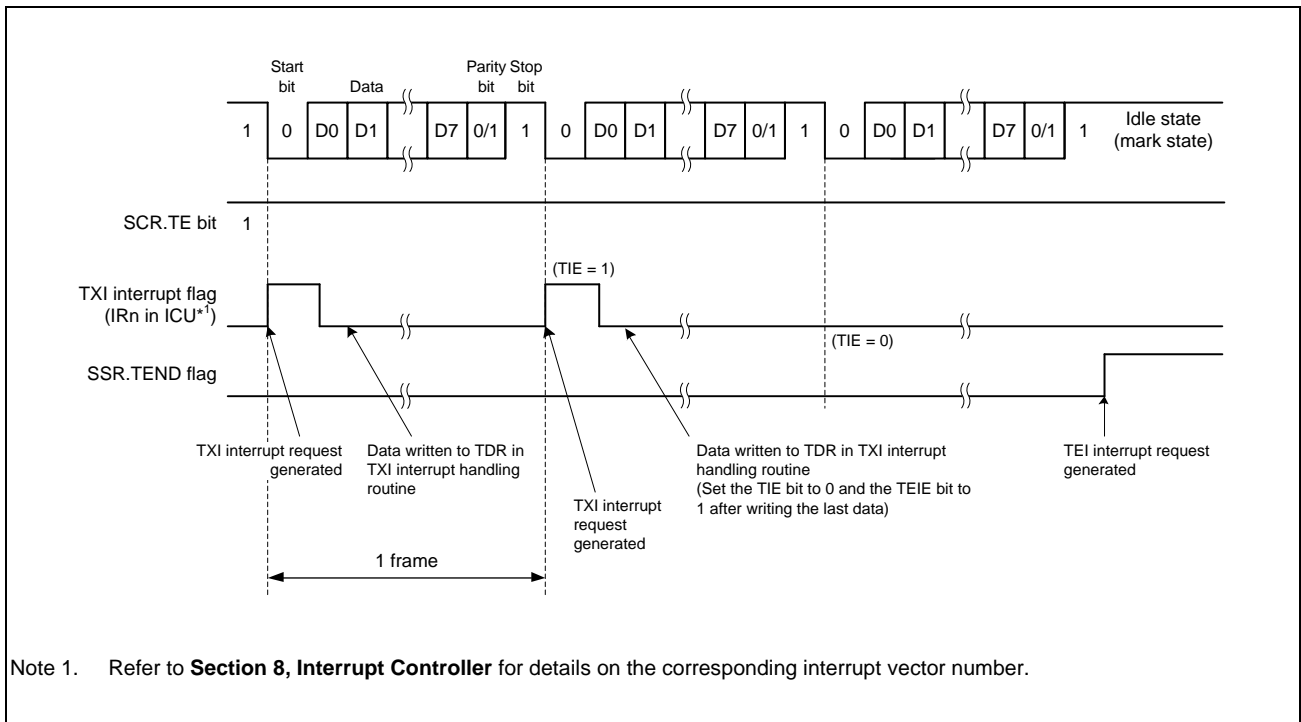 Start
bit
Data
Parity Stop
bit bit
1 0 D0 D1 D7 0/1 1 0 D0 D1 D7 0/1 1 0 D0 D1 D7 0/1 1
Idle state
(mark state)
SCR.TE bit 1
(TIE = 1)
TXI interrupt flag
(IRn in ICU*1)
(TIE = 0)
SSR.TEND flag
TXI interrupt request
generated
Data written to TDR in
TXI interrupt handling
routine
TXI interrupt
request
generated
Data written to TDR in TXI interrupt
handling routine
(Set the TIE bit to 0 and the TEIE bit to
1 after writing the last data)
TEI interrupt request
generated
1 frame
Note 1. Refer to Section 8, Interrupt Controller for details on the corresponding interrupt vector number.